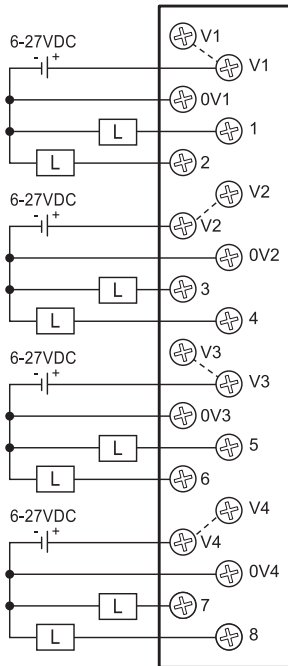 V1
6-27VDC
- +
V1
0V1
L 1
L 2
V2
6-27VDC
- +
V2
0V2
L 3
L 4
V3
6-27VDC
- +
V3
0V3
L 5
L 6
V4
6-27VDC
- +
V4
0V4
L 7
L 8